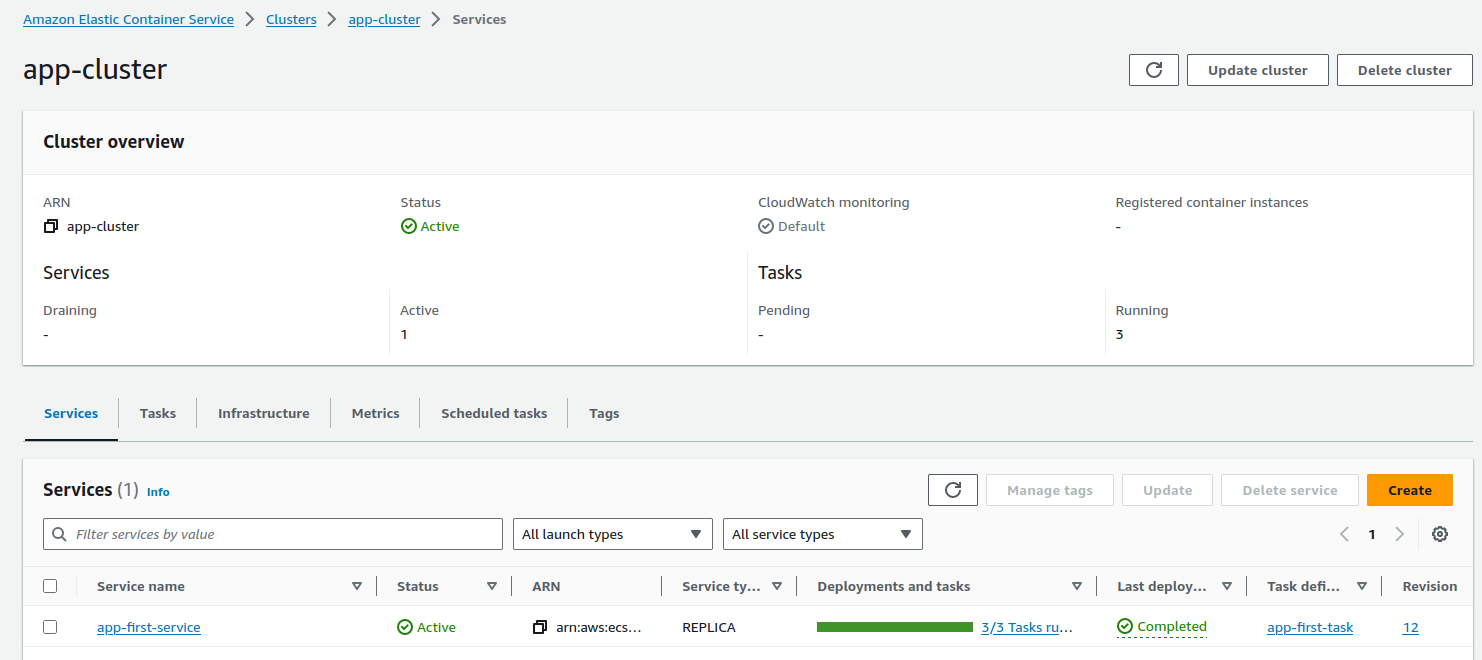 Amazon Elastic Container Service > Clusters > app-cluster > Services
app-cluster
Update cluster Delete cluster
Cluster overview
ARN Status CloudWatch monitoring Registered container instances
app-cluster Active Default -
Services Tasks
Draining Active Pending Running
- 1 - 3
Services Tasks Infrastructure Metrics Scheduled tasks Tags
Services (1) Info Manage tags Update Delete service Create
Filter services by value All launch types All service types 1
Service name Status ARN Service ty... Deployments and tasks Last deploy... Task defi... Revision
app-first-service Active arn:aws:ecs... REPLICA 3/3 Tasks ru... Completed app-first-task 12